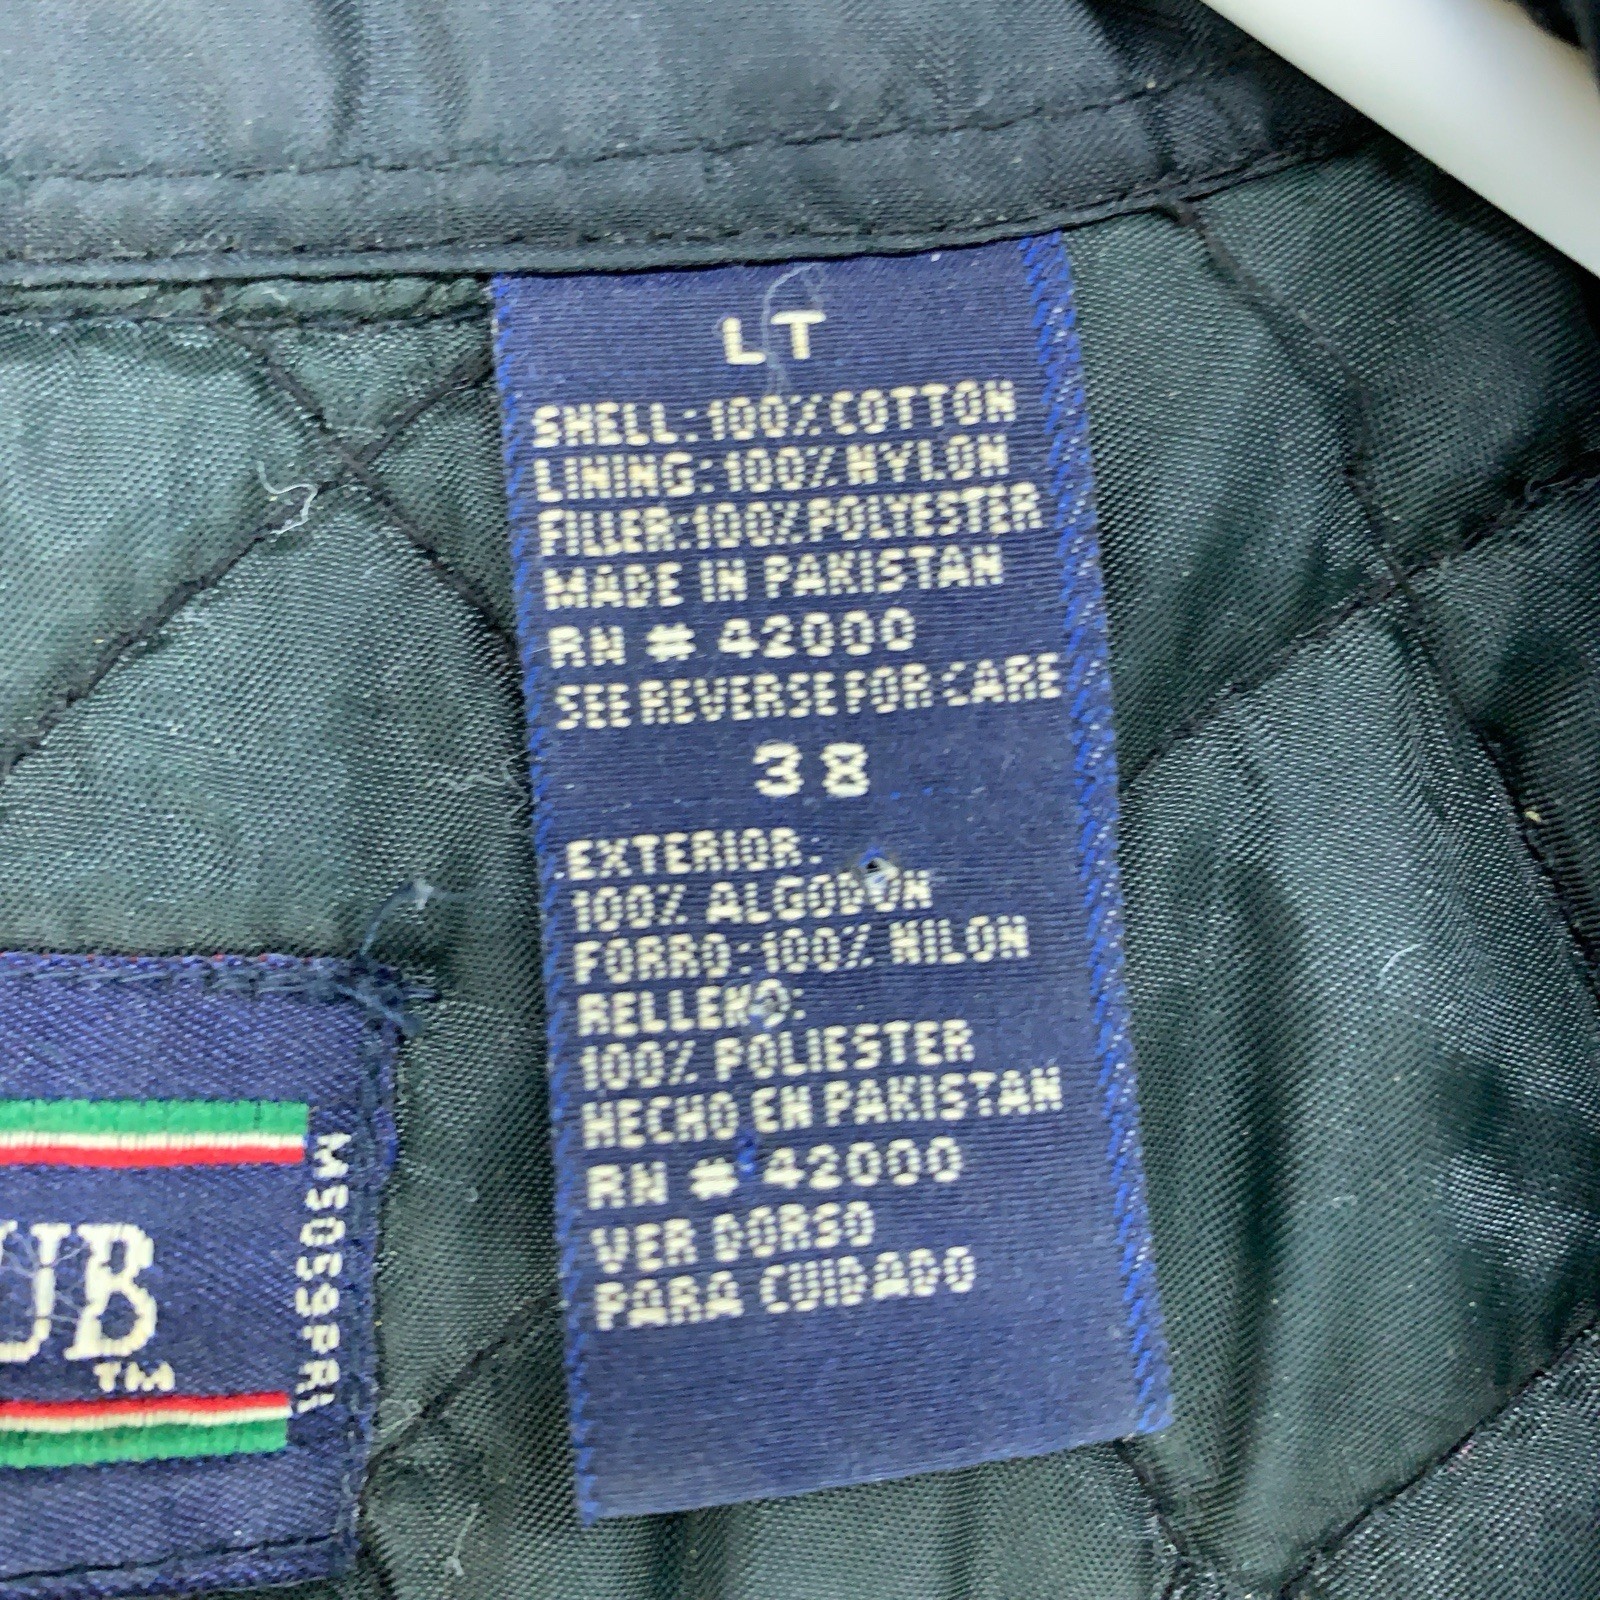 LT
SHELL:100% COTTON
LINING:100% NYLON
FILLER:100% POLYESTER
MADE IN PAKISTAN
RN # 42000
SEE REVERSE FOR CARE
38
EXTERIOR:
100% ALGODON
FORRO:100% NILON
RELLENO:
100% POLIESTER
HECHO EN PAKISTAN
RN # 42000
VER DORSO
PARA CUIDADO
UB
TM